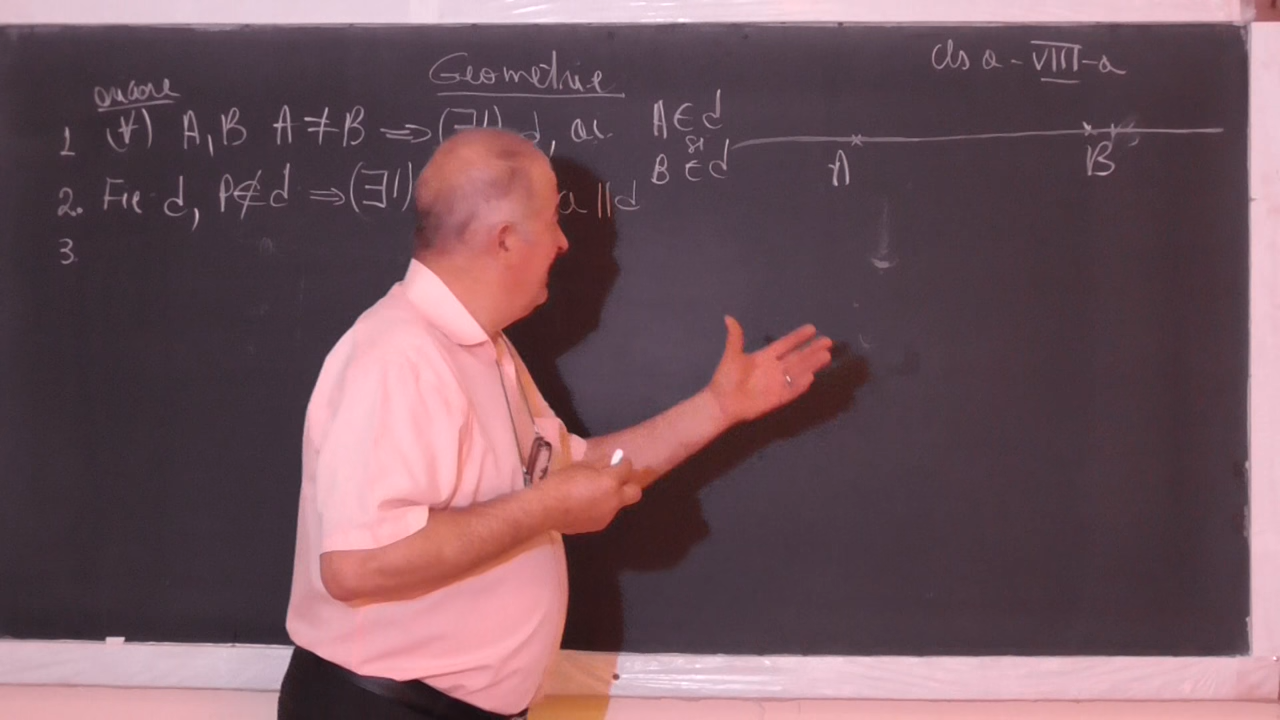 Geometrie
cls a - VIII - a
oricare
1 (∀) A, B A ≠ B ⇒ (∃!) d, a.i. A ∈ d
și
B ∈ d
2. Fie d, P ∉ d ⇒ (∃!) a || d
3.
A B